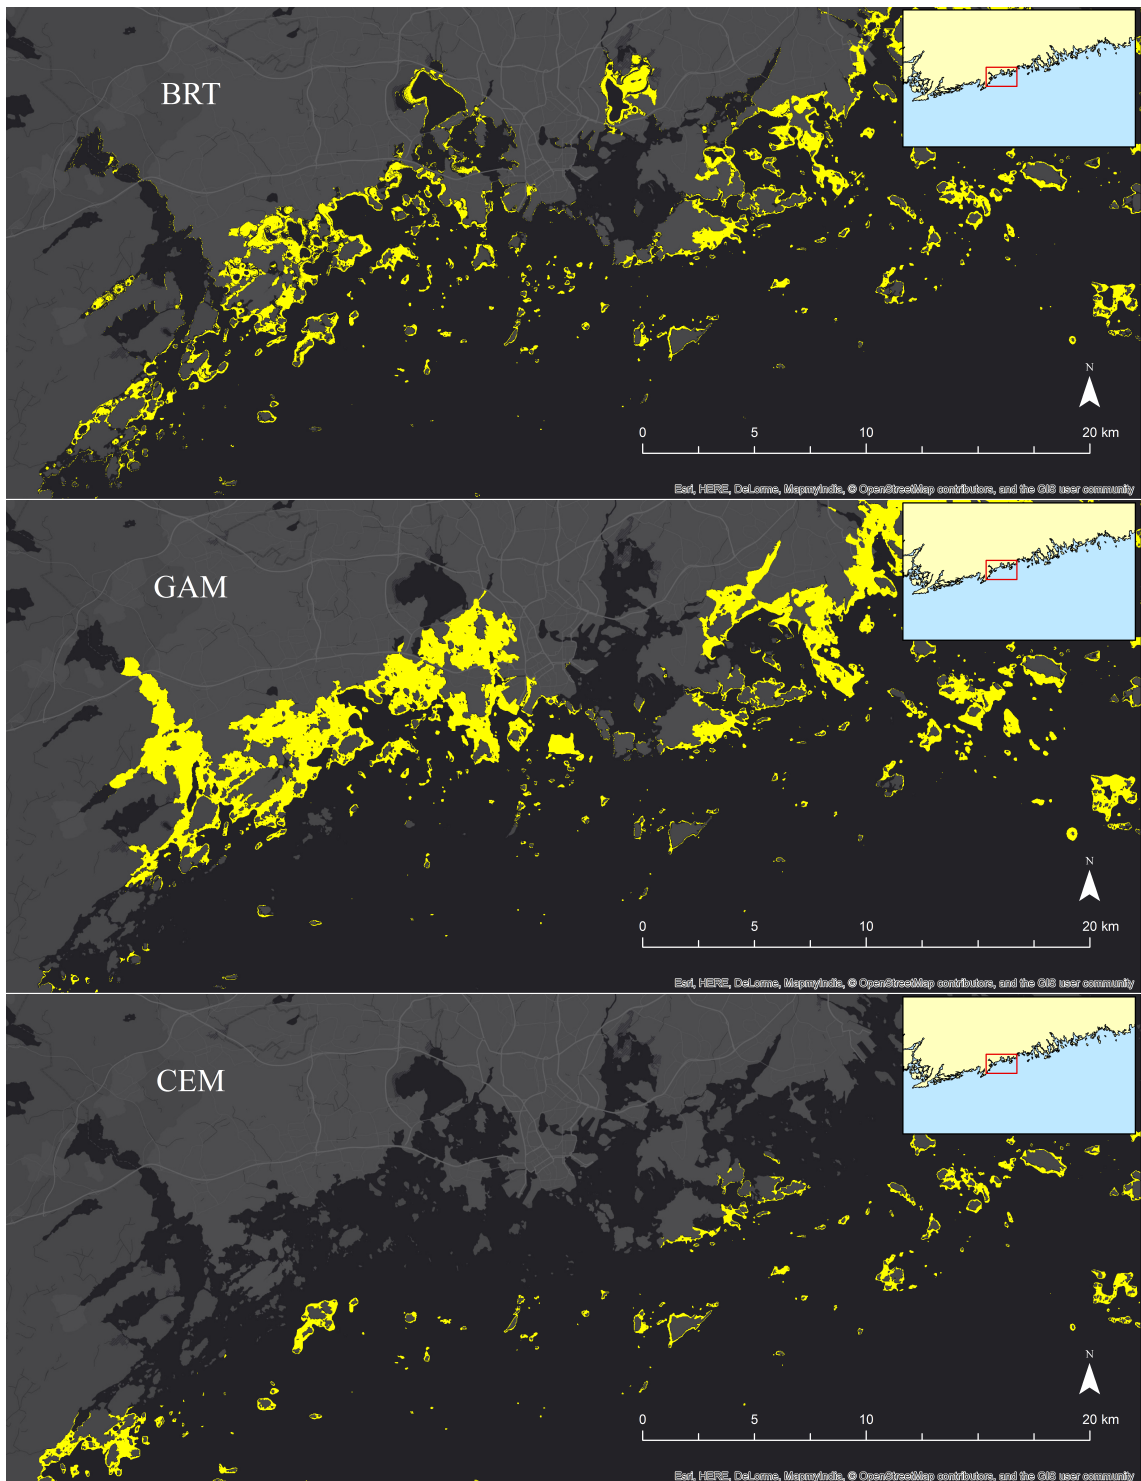 BRT
N
0 5 10 20 km
Esri, HERE, DeLorme, MapmyIndia, © OpenStreetMap contributors, and the GIS user community
GAM
N
0 5 10 20 km
Esri, HERE, DeLorme, MapmyIndia, © OpenStreetMap contributors, and the GIS user community
CEM
N
0 5 10 20 km
Esri, HERE, DeLorme, MapmyIndia, © OpenStreetMap contributors, and the GIS user community